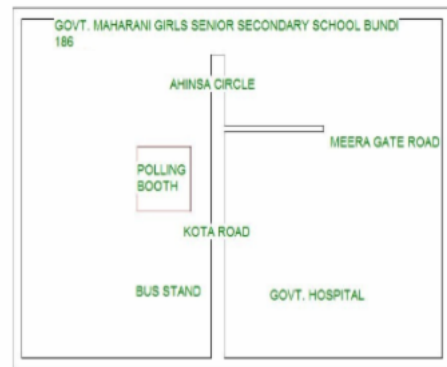 GOVT. MAHARANI GIRLS SENIOR SECONDARY SCHOOL BUNDI
186
AHINSA CIRCLE
MEERA GATE ROAD
POLLING
BOOTH
KOTA ROAD
BUS STAND
GOVT. HOSPITAL